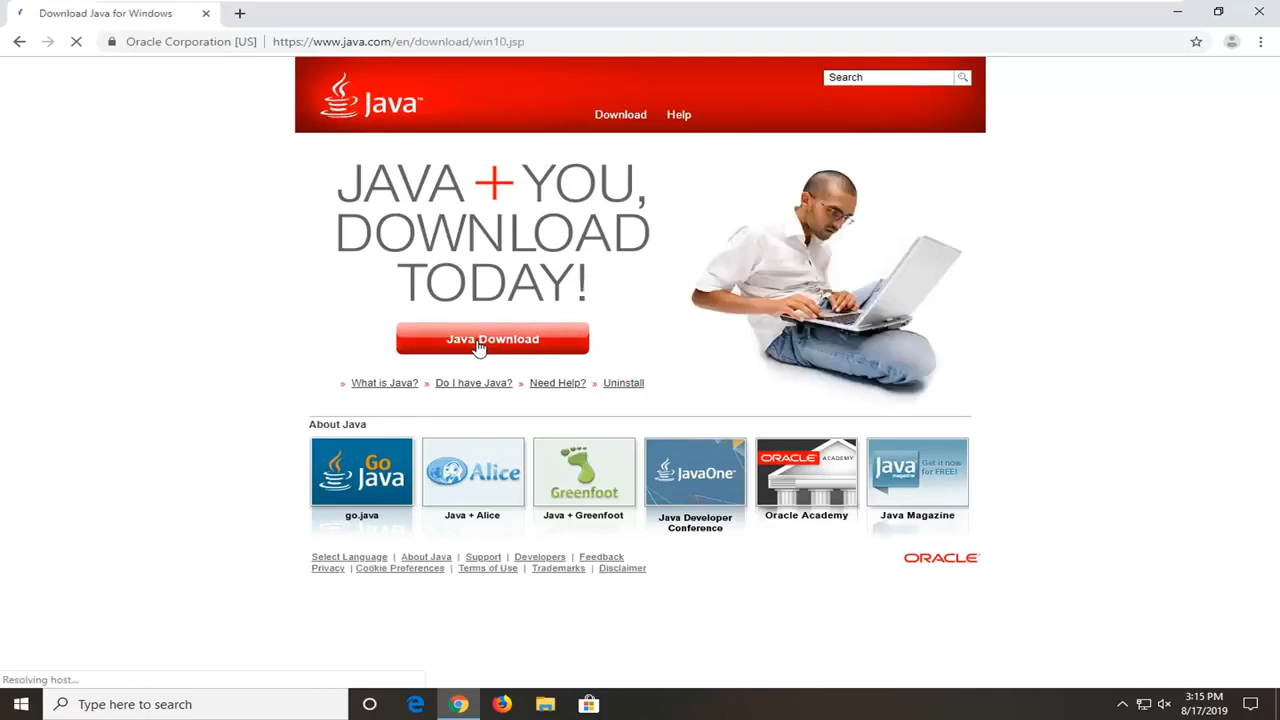 Download Java for Windows
Oracle Corporation [US] | https://www.java.com/en/download/win10.jsp
Java™
Search
Download Help
JAVA + YOU,
DOWNLOAD
TODAY!
Java Download
» What is Java? » Do I have Java? » Need Help? » Uninstall
About Java
Go Java
Alice
Greenfoot
JavaOne™
ORACLE ACADEMY
Java magazine Get it now for FREE!
go.java
Java + Alice
Java + Greenfoot
Java Developer
Conference
Oracle Academy
Java Magazine
Select Language | About Java | Support | Developers | Feedback
Privacy | Cookie Preferences | Terms of Use | Trademarks | Disclaimer
ORACLE
Resolving host...
Type here to search
3:15 PM
8/17/2019